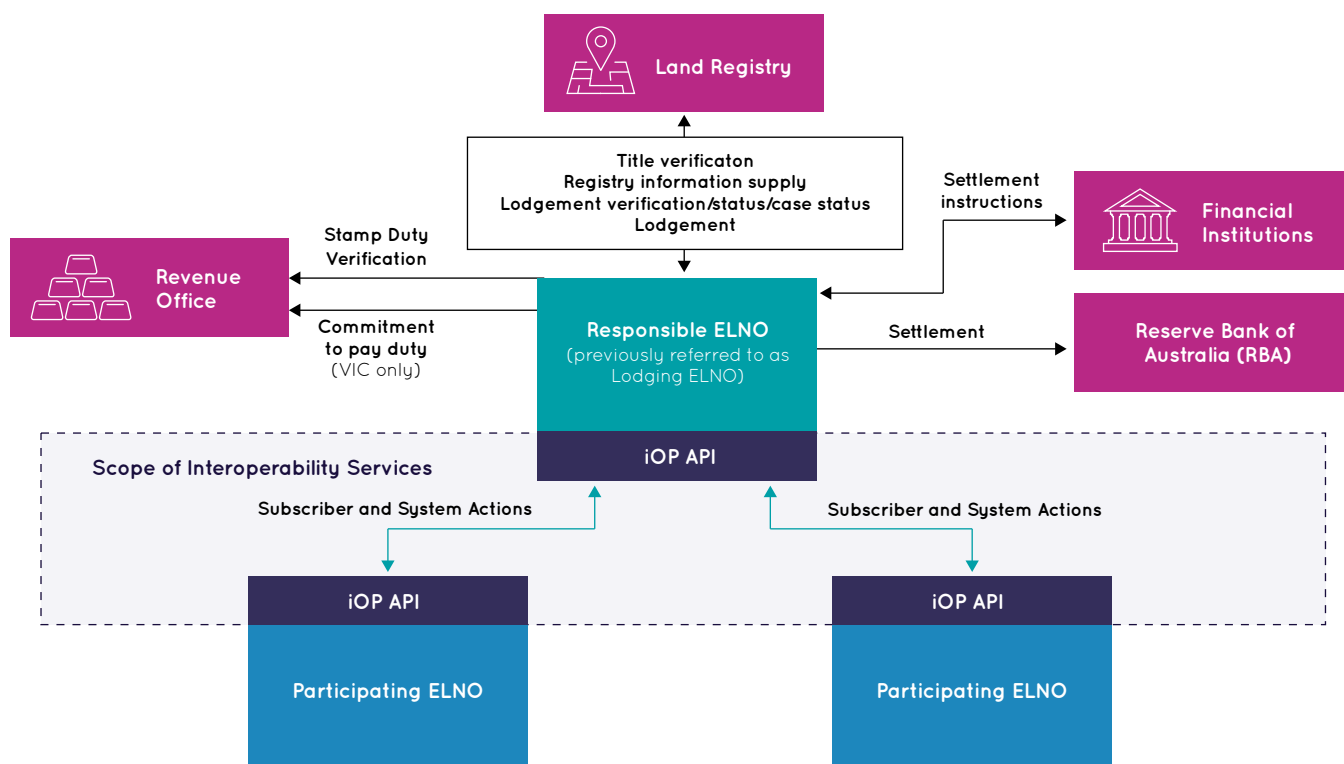 Land Registry
Title verificaton
Registry information supply
Lodgement verification/status/case status
Lodgement
Settlement
instructions
Financial
Institutions
Stamp Duty
Verification
Revenue
Office
Commitment
to pay duty
(VIC only)
Responsible ELNO
(previously referred to as
Lodging ELNO)
Settlement
Reserve Bank of
Australia (RBA)
iOP API
Scope of Interoperability Services
Subscriber and System Actions
Subscriber and System Actions
iOP API
iOP API
Participating ELNO
Participating ELNO